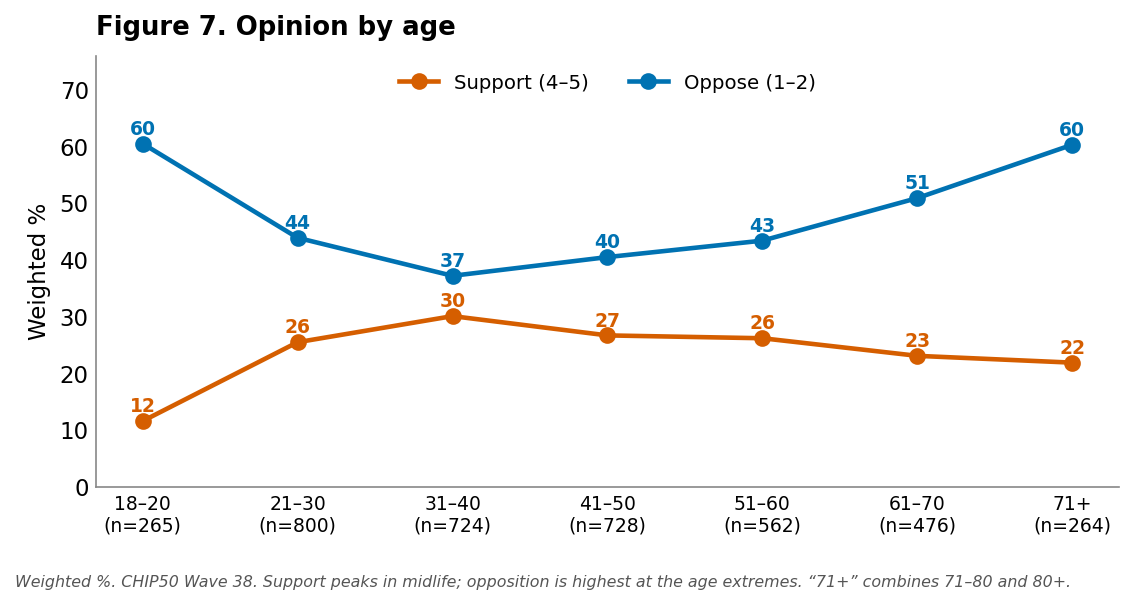 Figure 7. Opinion by age
Support (4–5) Oppose (1–2)
Weighted %
70
60
50
40
30
20
10
0
60 44 37 40 43 51 60
12 26 30 27 26 23 22
18–20 21–30 31–40 41–50 51–60 61–70 71+
(n=265) (n=800) (n=724) (n=728) (n=562) (n=476) (n=264)
Weighted %. CHIP50 Wave 38. Support peaks in midlife; opposition is highest at the age extremes. “71+” combines 71–80 and 80+.